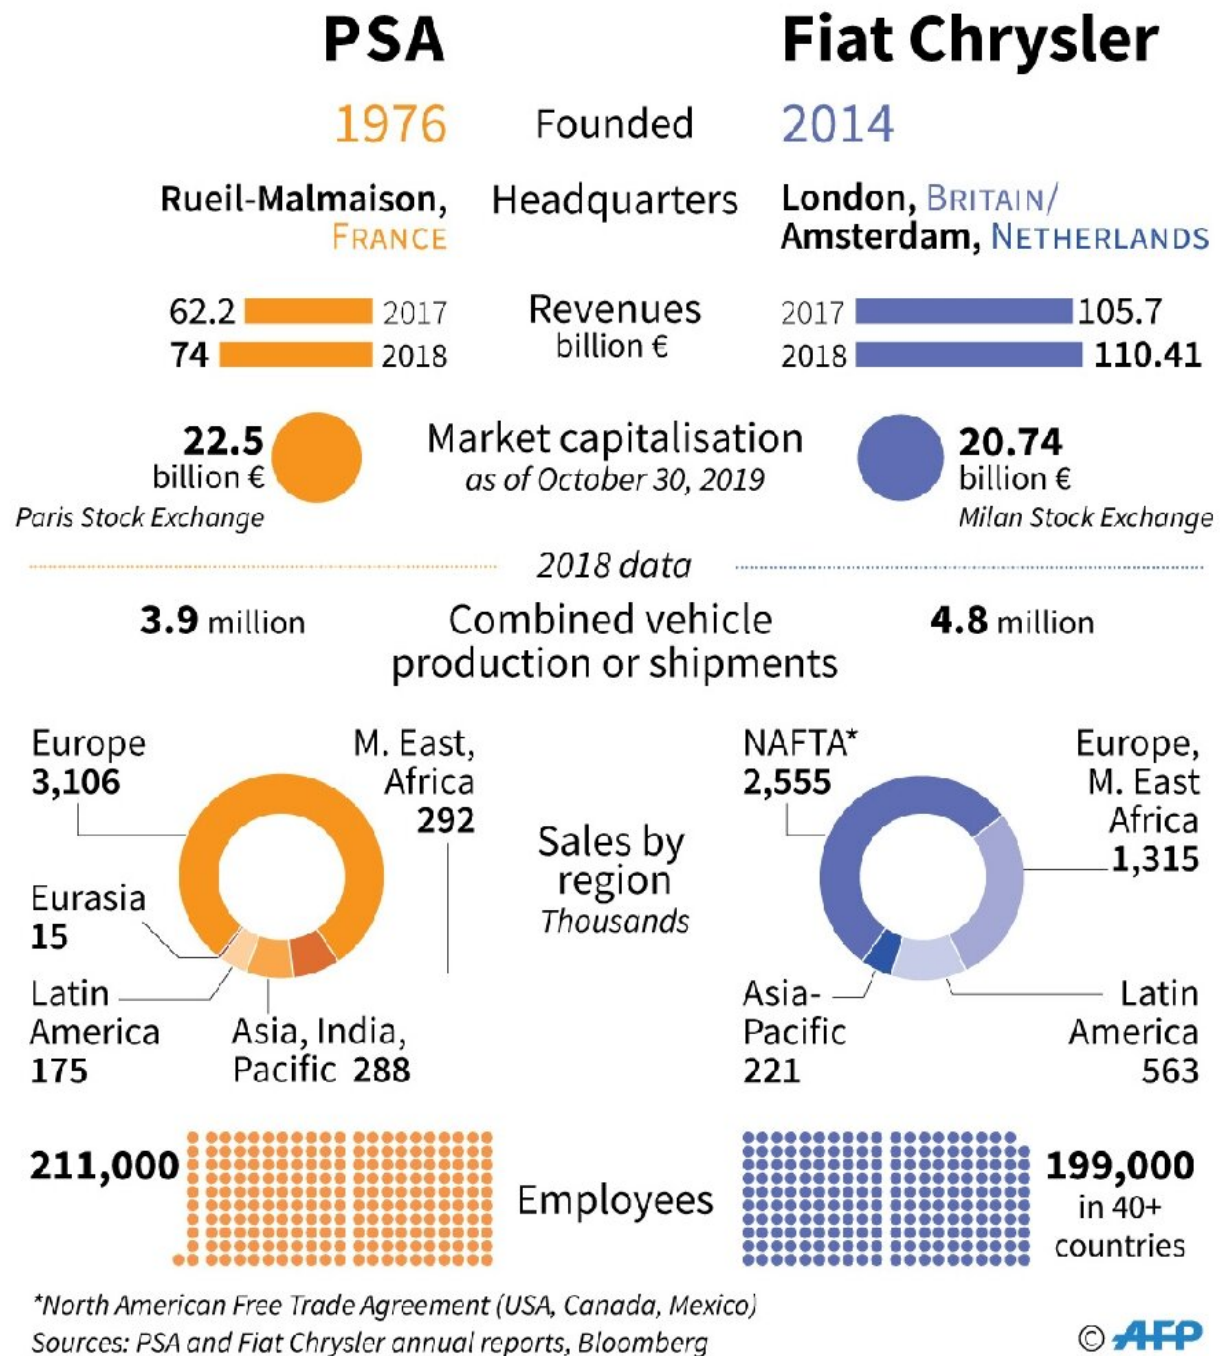 PSA
Fiat Chrysler
1976
Founded
2014
Rueil-Malmaison,
FRANCE
Headquarters
London, BRITAIN/
Amsterdam, NETHERLANDS
62.2
2017
74
2018
Revenues
billion €
2017
105.7
2018
110.41
22.5
billion €
Paris Stock Exchange
Market capitalisation
as of October 30, 2019
20.74
billion €
Milan Stock Exchange
2018 data
3.9 million
Combined vehicle
production or shipments
4.8 million
Europe
3,106
M. East,
Africa
292
Eurasia
15
Latin
America
175
Asia, India,
Pacific 288
Sales by
region
Thousands
NAFTA*
2,555
Europe,
M. East
Africa
1,315
Asia-
Pacific
221
Latin
America
563
211,000
Employees
199,000
in 40+
countries
*North American Free Trade Agreement (USA, Canada, Mexico)
Sources: PSA and Fiat Chrysler annual reports, Bloomberg
© AFP